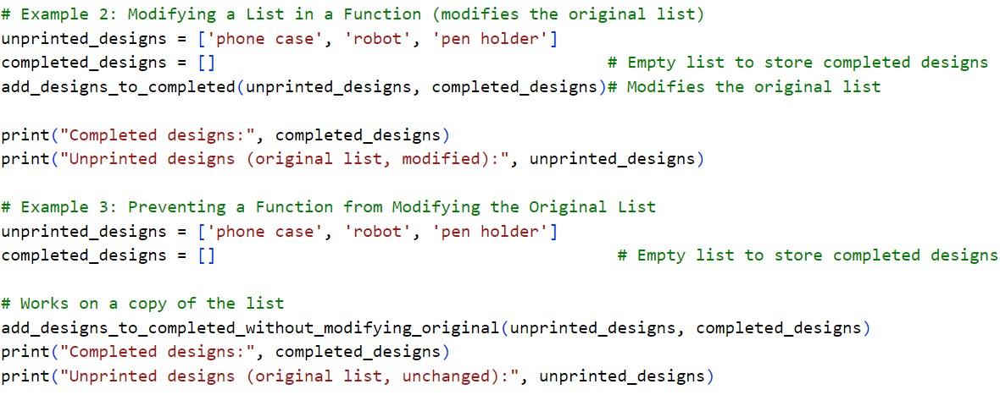 # Example 2: Modifying a List in a Function (modifies the original list)
unprinted_designs = ['phone case', 'robot', 'pen holder']
completed_designs = []                                        # Empty list to store completed designs
add_designs_to_completed(unprinted_designs, completed_designs)# Modifies the original list
print("Completed designs:", completed_designs)
print("Unprinted designs (original list, modified):", unprinted_designs)
# Example 3: Preventing a Function from Modifying the Original List
unprinted_designs = ['phone case', 'robot', 'pen holder']
completed_designs = []                                         # Empty list to store completed designs
# Works on a copy of the list
add_designs_to_completed_without_modifying_original(unprinted_designs, completed_designs)
print("Completed designs:", completed_designs)
print("Unprinted designs (original list, unchanged):", unprinted_designs)